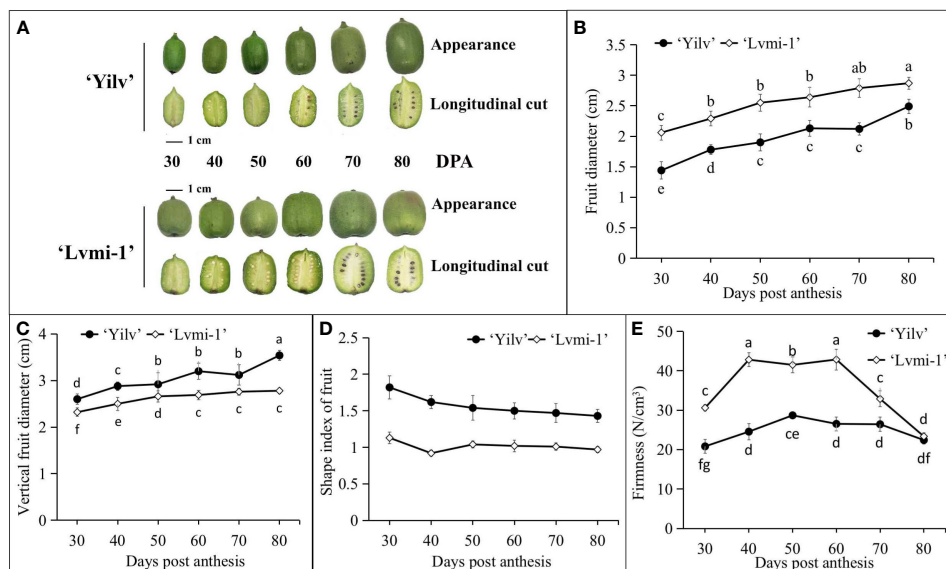 A
'Yilv'
Appearance
Longitudinal cut
1 cm
30 40 50 60 70 80 DPA
1 cm
'Lvmi-1'
Appearance
Longitudinal cut
B
'Yilv' 'Lvmi-1'
Fruit diameter (cm)
3.5
3
2.5
2
1.5
1
0.5
0
c b b b ab a
e d c c c b
30 40 50 60 70 80
Days post anthesis
C
'Yilv' 'Lvmi-1'
Vertical fruit diameter (cm)
4
3
2
1
0
d c b b b a
f e d c c c
30 40 50 60 70 80
Days post anthesis
D
'Yilv' 'Lvmi-1'
Shape index of fruit
2
1.5
1
0.5
0
30 40 50 60 70 80
Days post anthesis
E
'Yilv'
'Lvmi-1'
Firmness (N/cm³)
50
40
30
20
10
0
c a b a c d
fg d ce d d df
30 40 50 60 70 80
Days post anthesis